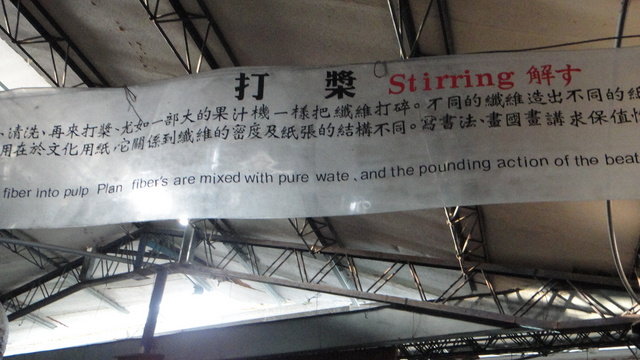 打 漿 Stirring 解す
清洗、再來打漿、尤如一部大的果汁機一樣把纖維打碎。不同的纖維造出不同的紙
用在於文化用紙,它關係到纖維的密度及紙張的結構不同。寫書法、畫國畫講求保值性
fiber into pulp Plan fiber's are mixed with pure wate , and the pounding action of the beat